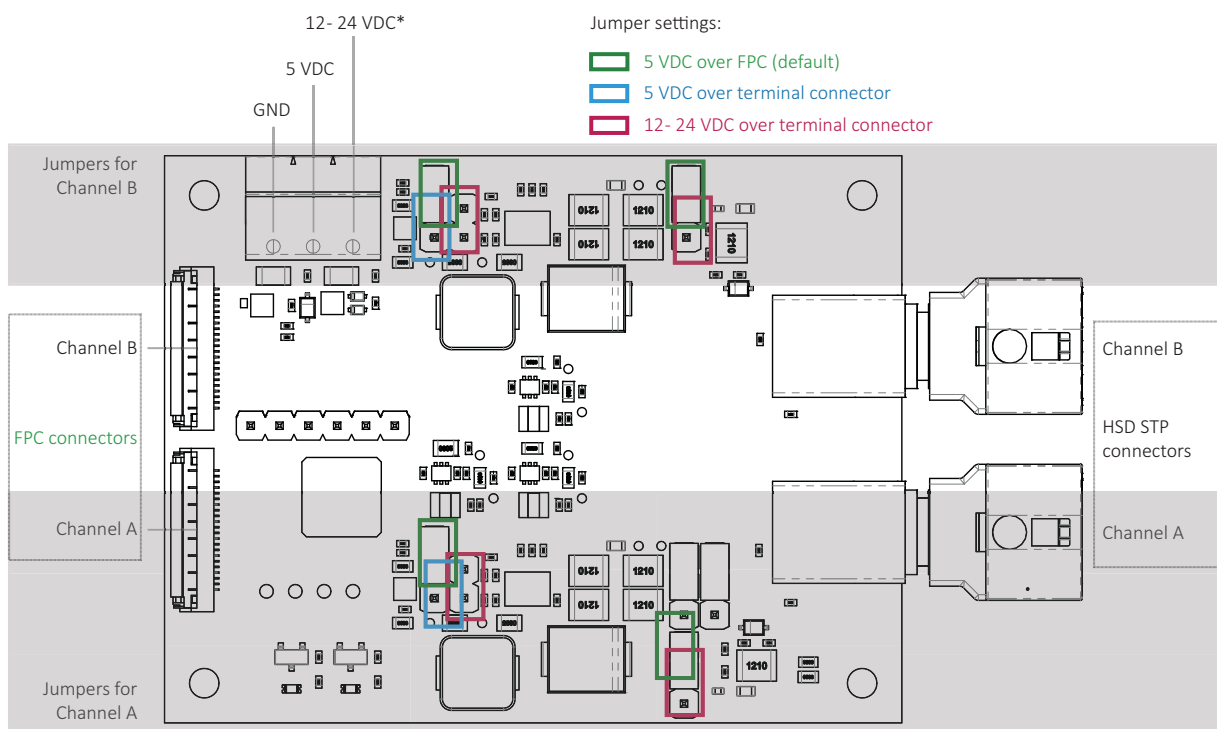 12- 24 VDC*
5 VDC
GND
Jumper settings:
5 VDC over FPC (default)
5 VDC over terminal connector
12- 24 VDC over terminal connector
Jumpers for
Channel B
1210
1210
1210
1210
1210
Channel B
FPC connectors
Channel A
Channel B
HSD STP
connectors
Channel A
1210
1210
1210
1210
1210
Jumpers for
Channel A